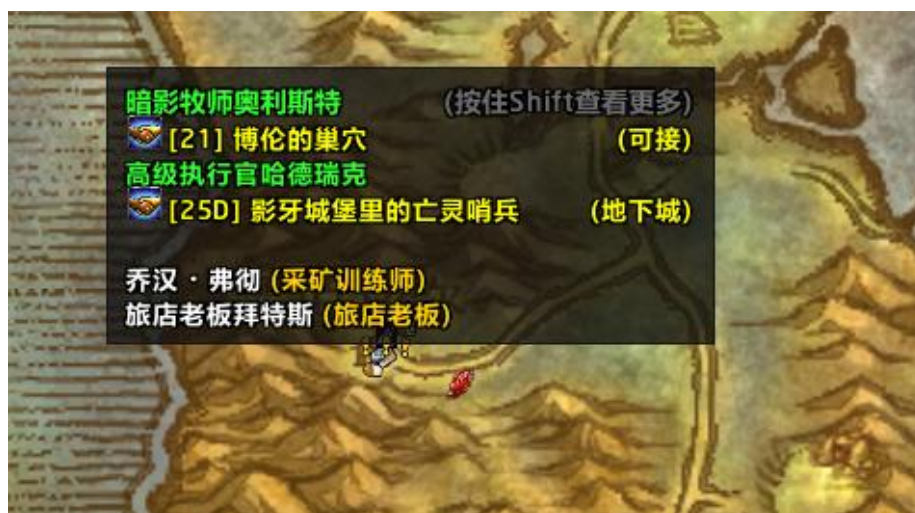 暗影牧师奥利斯特 (按住Shift查看更多)
[21] 博伦的巢穴 (可接)
高级执行官哈德瑞克
[25D] 影牙城堡里的亡灵哨兵 (地下城)
乔汉·弗彻 (采矿训练师)
旅店老板拜特斯 (旅店老板)